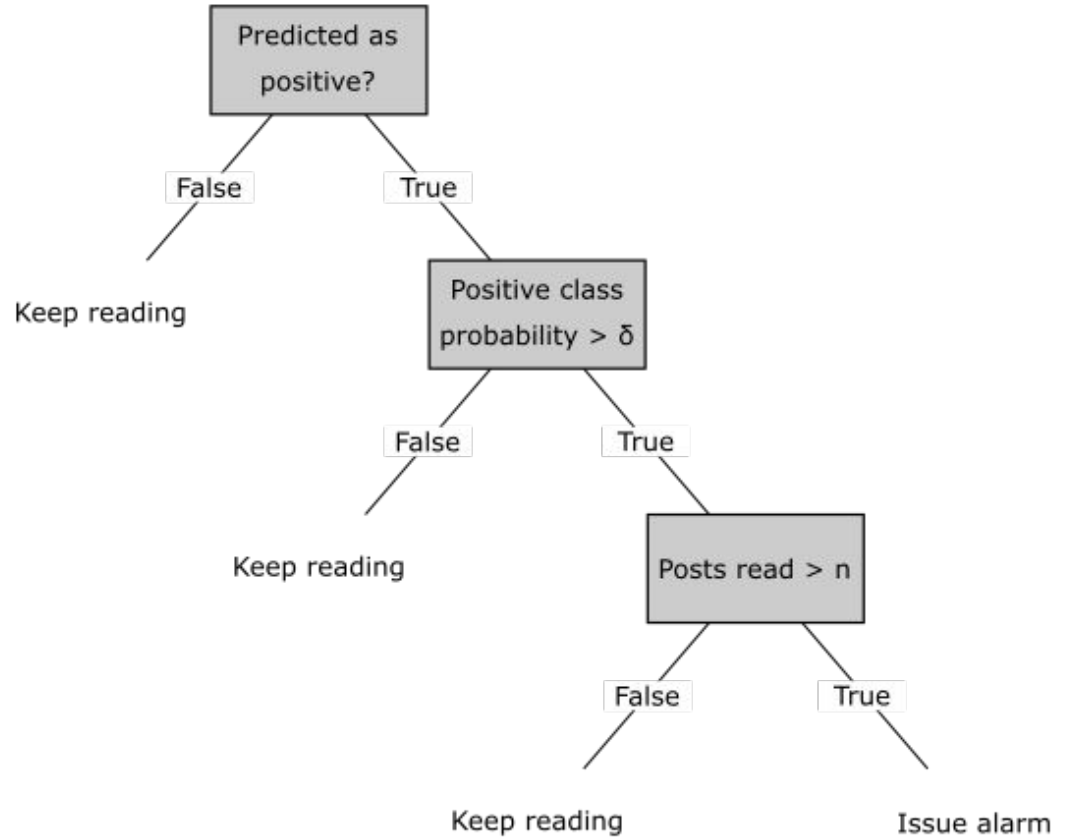 Predicted as
positive?
False
True
Keep reading
Positive class
probability > δ
False
True
Keep reading
Posts read > n
False
True
Keep reading
Issue alarm